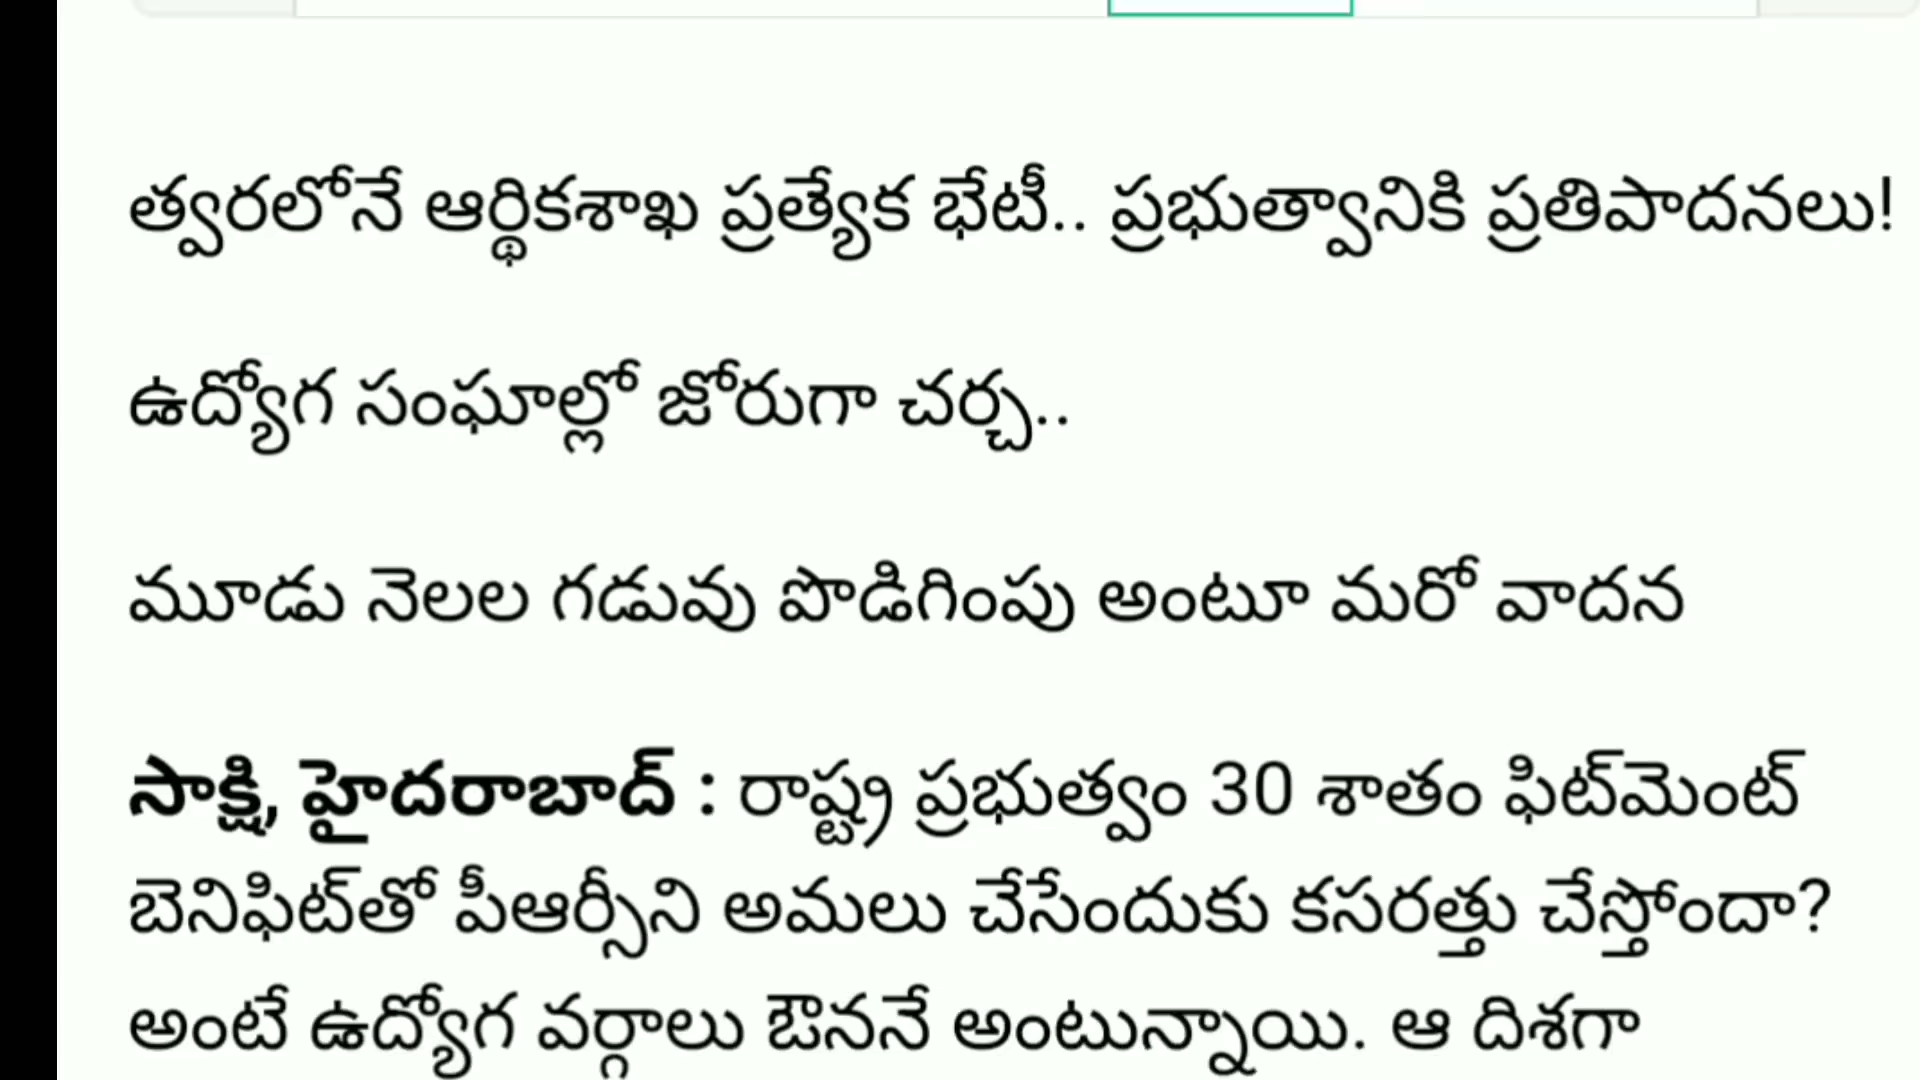 త్వరలోనే ఆర్థికశాఖ ప్రత్యేక భేటీ.. ప్రభుత్వానికి ప్రతిపాదనలు!
ఉద్యోగ సంఘాల్లో జోరుగా చర్చ..
మూడు నెలల గడువు పొడిగింపు అంటూ మరో వాదన
సాక్షి, హైదరాబాద్ : రాష్ట్ర ప్రభుత్వం 30 శాతం ఫిట్‌మెంట్
బెనిఫిట్‌తో పీఆర్సీని అమలు చేసేందుకు కసరత్తు చేస్తోందా?
అంటే ఉద్యోగ వర్గాలు ఔననే అంటున్నాయి. ఆ దిశగా